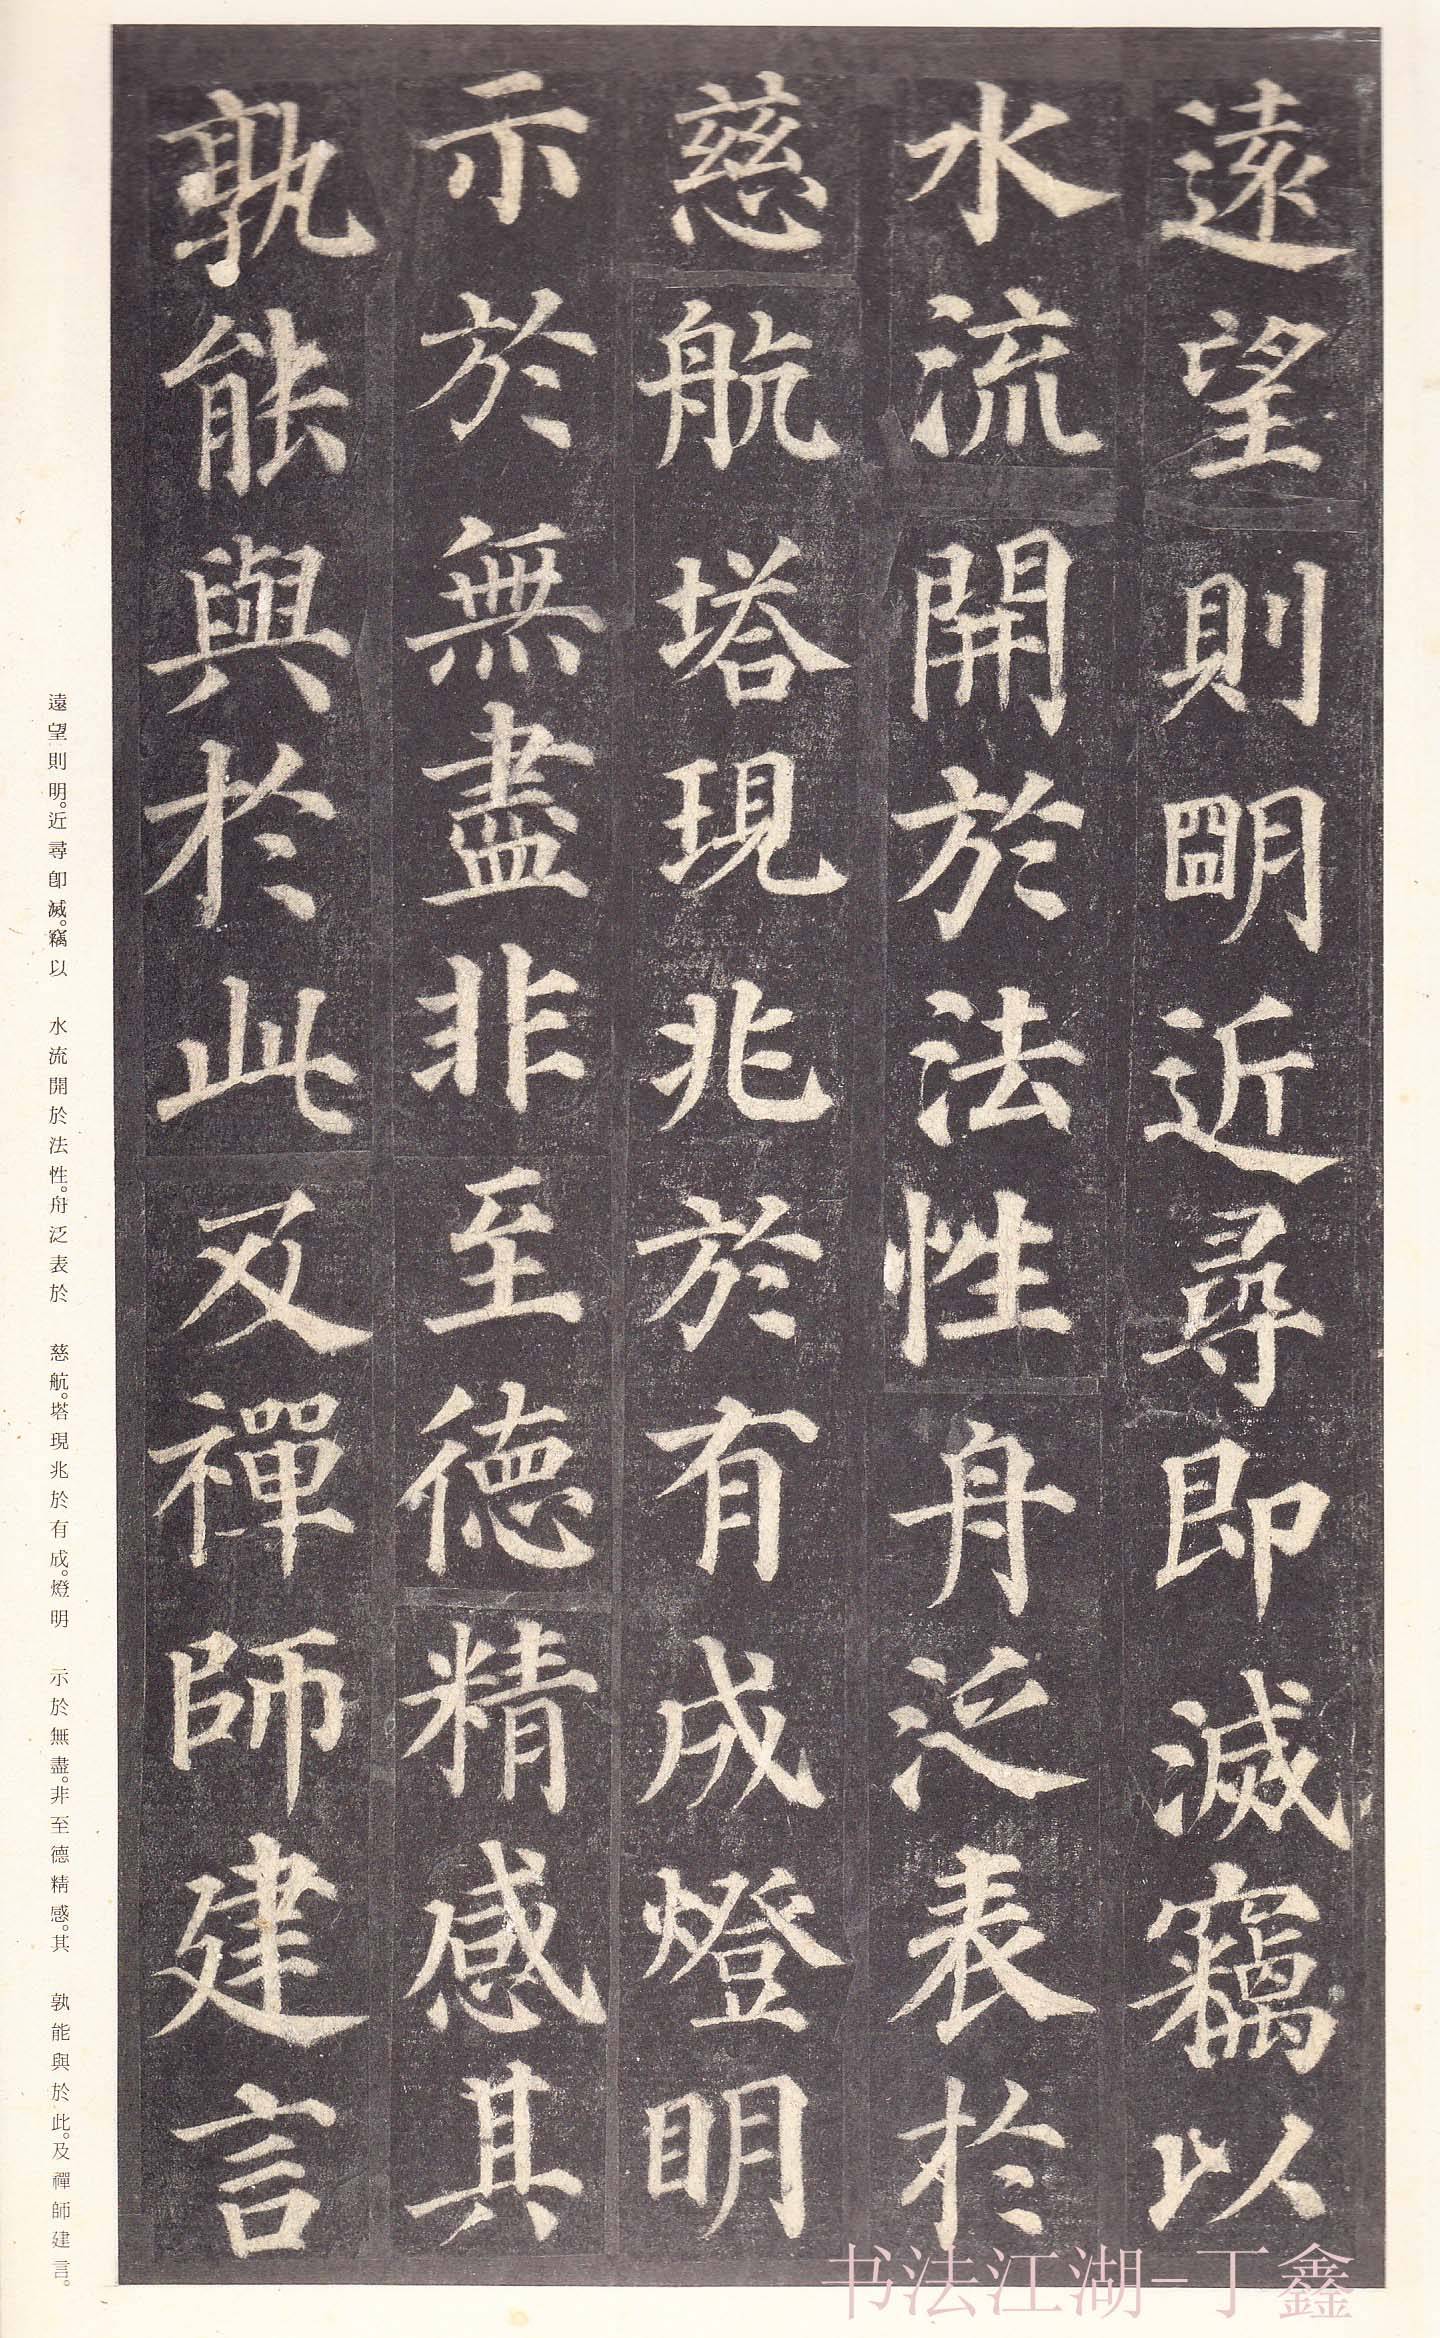 遠望則明近尋即滅竊以
水流開於法性舟泛表於
慈航塔現兆於有成燈明
示於無盡非至德精感其
孰能與於此及禪師建言
遠望則明。近尋卽滅。竊以　水流開於法性。舟泛表於　慈航。塔現兆於有成。燈明　示於無盡。非至德精感。其　孰能與於此。及禪師建言。
书法江湖-丁鑫